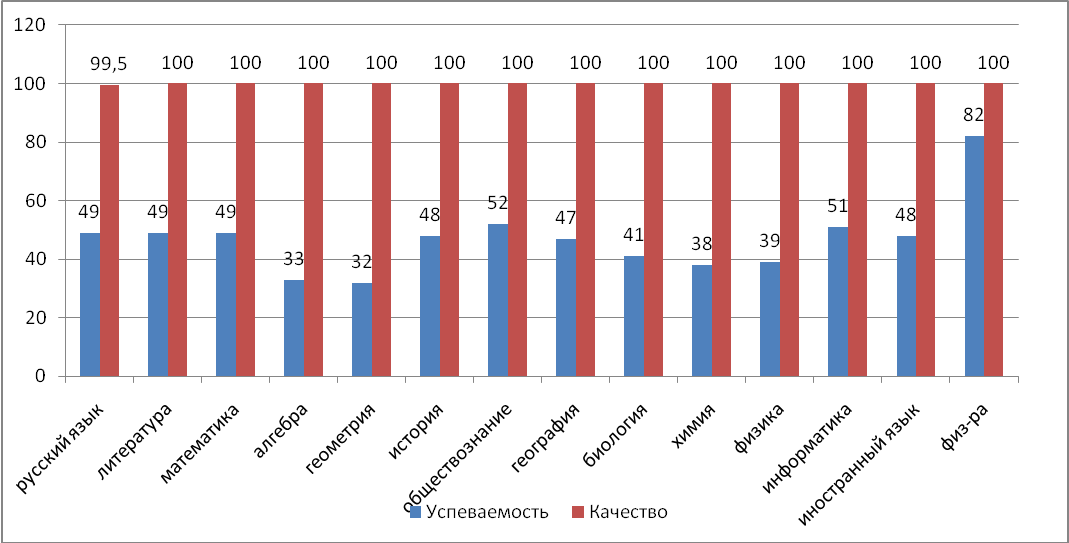 120
100
80
60
40
20
0
99,5 100 100 100 100 100 100 100 100 100 100 100 100 100
49 49 49 33 32 48 52 47 41 38 39 51 48 82
русский язык
литература
математика
алгебра
геометрия
история
обществознание
география
биология
химия
физика
информатика
иностранный язык
физ-ра
Успеваемость Качество